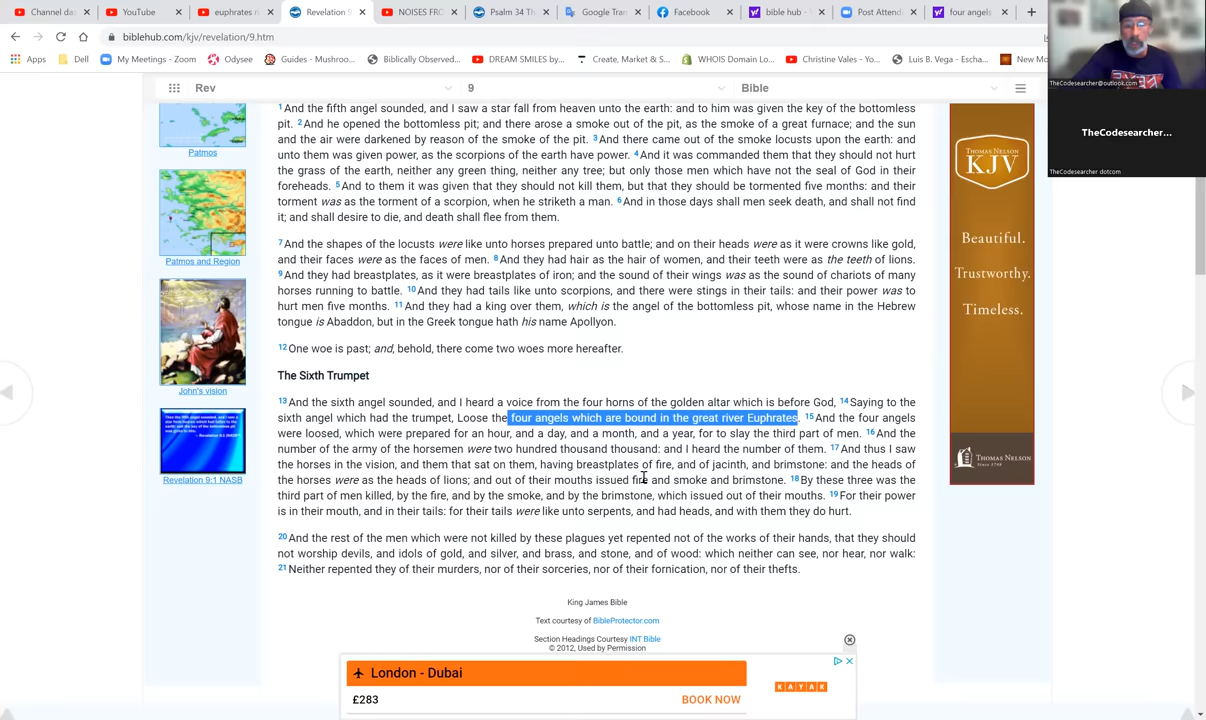 Channel das
YouTube
euphrates ri
Revelation 9
NOISES FRO
Psalm 34 Th
Google Tran
Facebook
bible hub -
Post Attend
four angels
biblehub.com/kjv/revelation/9.htm
Apps
Dell
My Meetings - Zoom
Odysee
Guides - Mushroo...
Biblically Observed...
DREAM SMILES by...
Create, Market & S...
WHOIS Domain Lo...
Christine Vales - Yo...
Luis B. Vega - Escha...
New Mo
TheCodesearcher@outlook.com
TheCodesearcher...
TheCodesearcher dotcom
Rev
9
Bible
1And the fifth angel sounded, and I saw a star fall from heaven unto the earth: and to him was given the key of the bottomless
pit. 2 And he opened the bottomless pit; and there arose a smoke out of the pit, as the smoke of a great furnace; and the sun
and the air were darkened by reason of the smoke of the pit. 3 And there came out of the smoke locusts upon the earth: and
unto them was given power, as the scorpions of the earth have power. 4 And it was commanded them that they should not hurt
the grass of the earth, neither any green thing, neither any tree; but only those men which have not the seal of God in their
foreheads. 5 And to them it was given that they should not kill them, but that they should be tormented five months: and their
torment was as the torment of a scorpion, when he striketh a man. 6 And in those days shall men seek death, and shall not find
it; and shall desire to die, and death shall flee from them.
7And the shapes of the locusts were like unto horses prepared unto battle; and on their heads were as it were crowns like gold,
and their faces were as the faces of men. 8 And they had hair as the hair of women, and their teeth were as the teeth of lions.
9And they had breastplates, as it were breastplates of iron; and the sound of their wings was as the sound of chariots of many
horses running to battle. 10 And they had tails like unto scorpions, and there were stings in their tails: and their power was to
hurt men five months. 11 And they had a king over them, which is the angel of the bottomless pit, whose name in the Hebrew
tongue is Abaddon, but in the Greek tongue hath his name Apollyon.
12One woe is past; and, behold, there come two woes more hereafter.
The Sixth Trumpet
13And the sixth angel sounded, and I heard a voice from the four horns of the golden altar which is before God, 14 Saying to the
sixth angel which had the trumpet, Loose the four angels which are bound in the great river Euphrates. 15 And the four angels
were loosed, which were prepared for an hour, and a day, and a month, and a year, for to slay the third part of men. 16 And the
number of the army of the horsemen were two hundred thousand thousand: and I heard the number of them. 17 And thus I saw
the horses in the vision, and them that sat on them, having breastplates of fire, and of jacinth, and brimstone: and the heads of
the horses were as the heads of lions; and out of their mouths issued fire and smoke and brimstone. 18 By these three was the
third part of men killed, by the fire, and by the smoke, and by the brimstone, which issued out of their mouths. 19 For their power
is in their mouth, and in their tails: for their tails were like unto serpents, and had heads, and with them they do hurt.
20And the rest of the men which were not killed by these plagues yet repented not of the works of their hands, that they should
not worship devils, and idols of gold, and silver, and brass, and stone, and of wood: which neither can see, nor hear, nor walk:
21Neither repented they of their murders, nor of their sorceries, nor of their fornication, nor of their thefts.
King James Bible
Text courtesy of BibleProtector.com
Section Headings Courtesy INT Bible
© 2012, Used by Permission
Patmos
Patmos and Region
John's vision
Revelation 9:1 NASB
THOMAS NELSON
KJV
Beautiful.
Trustworthy.
Timeless.
THOMAS NELSON
London - Dubai
£283
BOOK NOW
KAYAK